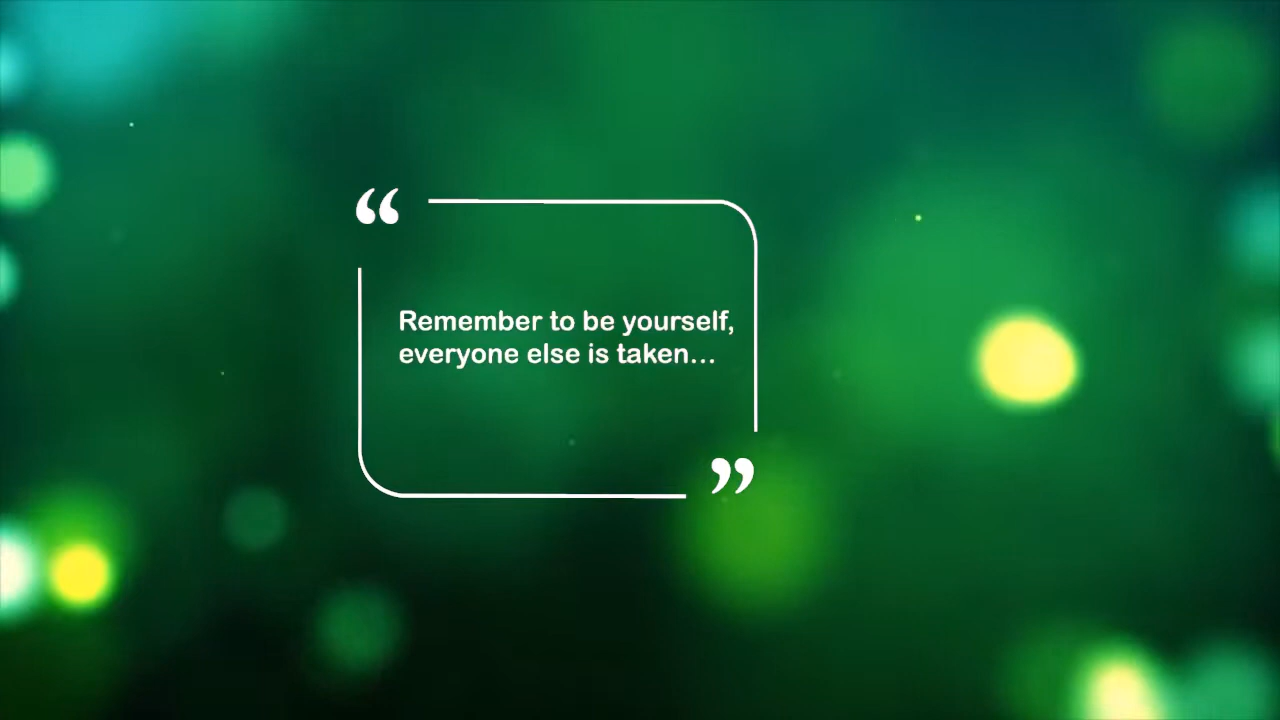 “
Remember to be yourself,
everyone else is taken...
”